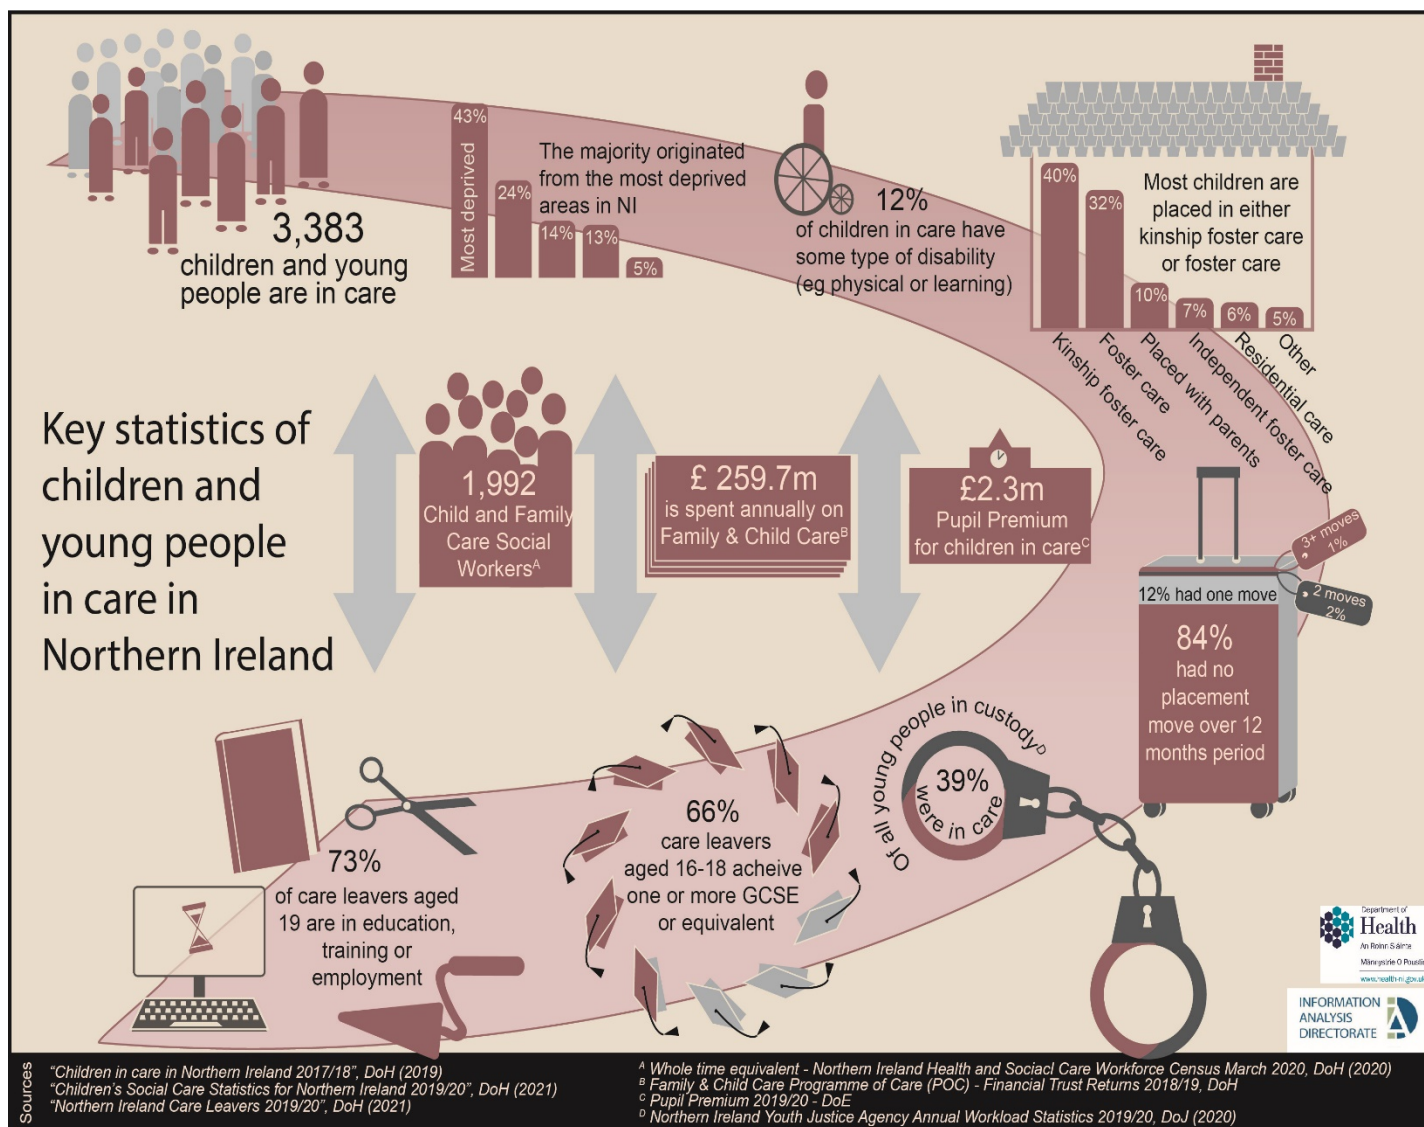 3,383
children and young
people are in care
43%
Most deprived
24%
14%
13%
5%
The majority originated
from the most deprived
areas in NI
12%
of children in care have
some type of disability
(eg physical or learning)
Most children are
placed in either
kinship foster care
or foster care
40%
32%
10%
7%
6%
5%
Kinship foster care
Foster care
Placed with parents
Independent foster care
Residential care
Other
Key statistics of
children and
young people
in care in
Northern Ireland
1,992
Child and Family
Care Social
Workers^A
£ 259.7m
is spent annually on
Family & Child Care^B
£2.3m
Pupil Premium
for children in care^C
3+ moves
1%
2 moves
2%
12% had one move
84%
had no
placement
move over 12
months period
Of all young people in custody^D
39%
were in care
66%
care leavers
aged 16-18 acheive
one or more GCSE
or equivalent
73%
of care leavers aged
19 are in education,
training or
employment
Department of
Health
An Roinn Sláinte
Männystrie O Poustie
www.health-ni.gov.uk
INFORMATION
ANALYSIS
DIRECTORATE
Sources
"Children in care in Northern Ireland 2017/18", DoH (2019)
"Children's Social Care Statistics for Northern Ireland 2019/20", DoH (2021)
"Northern Ireland Care Leavers 2019/20", DoH (2021)
^A Whole time equivalent - Northern Ireland Health and Sociacl Care Workforce Census March 2020, DoH (2020)
^B Family & Child Care Programme of Care (POC) - Financial Trust Returns 2018/19, DoH
^C Pupil Premium 2019/20 - DoE
^D Northern Ireland Youth Justice Agency Annual Workload Statistics 2019/20, DoJ (2020)